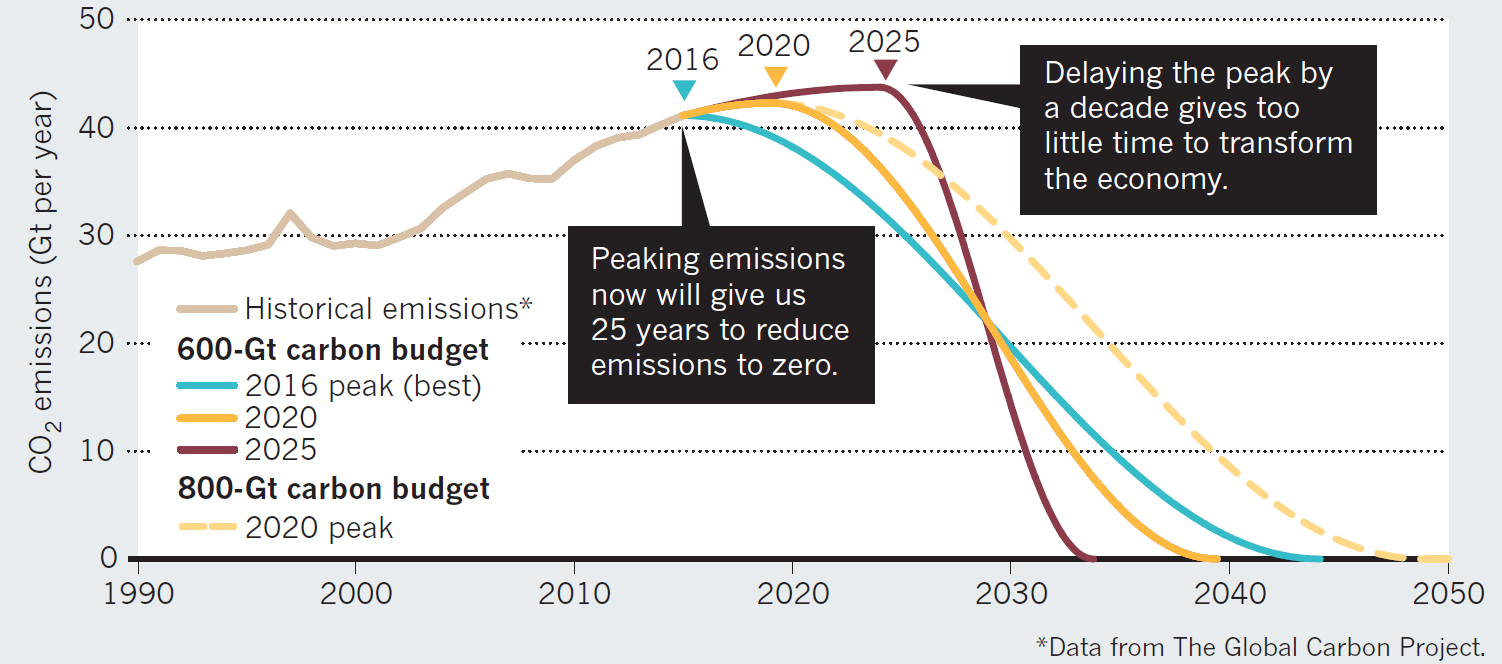 50
40
30
20
10
0
CO2 emissions (Gt per year)
2016
2020
2025
Delaying the peak by
a decade gives too
little time to transform
the economy.
Peaking emissions
now will give us
25 years to reduce
emissions to zero.
Historical emissions*
600-Gt carbon budget
2016 peak (best)
2020
2025
800-Gt carbon budget
2020 peak
1990
2000
2010
2020
2030
2040
2050
*Data from The Global Carbon Project.